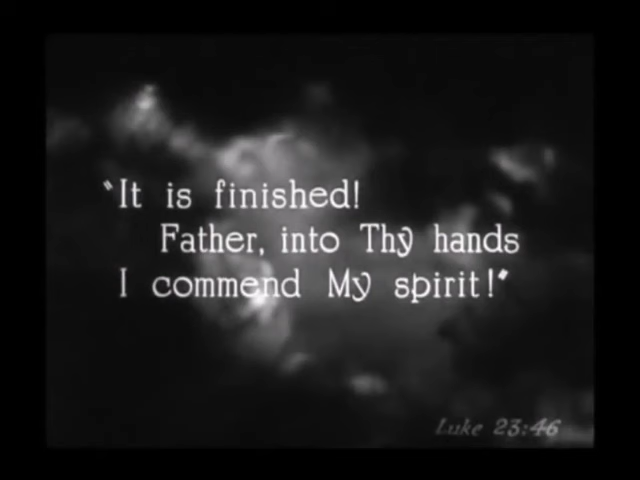 "It is finished!
Father, into Thy hands
I commend My spirit!"
Luke 23:46